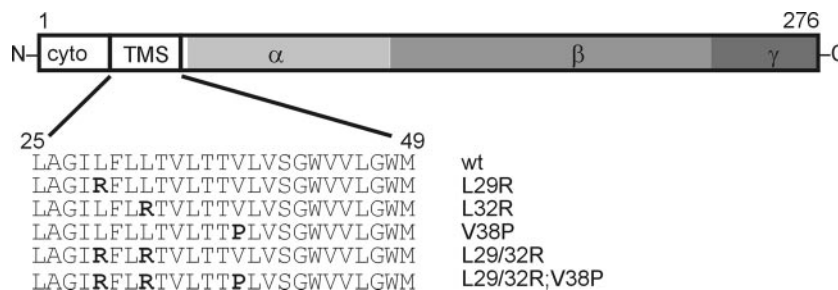 1 276
N cyto TMS α β γ C
25 49
LAGILFLLTVLTTVLVSGWVVLGWM wt
LAGIRFLLTVLTTVLVSGWVVLGWM L29R
LAGILFLRTVLTTVLVSGWVVLGWM L32R
LAGILFLLTVLTTPLVSGWVVLGWM V38P
LAGIRFLRTVLTTVLVSGWVVLGWM L29/32R
LAGIRFLRTVLTTPLVSGWVVLGWM L29/32R;V38P